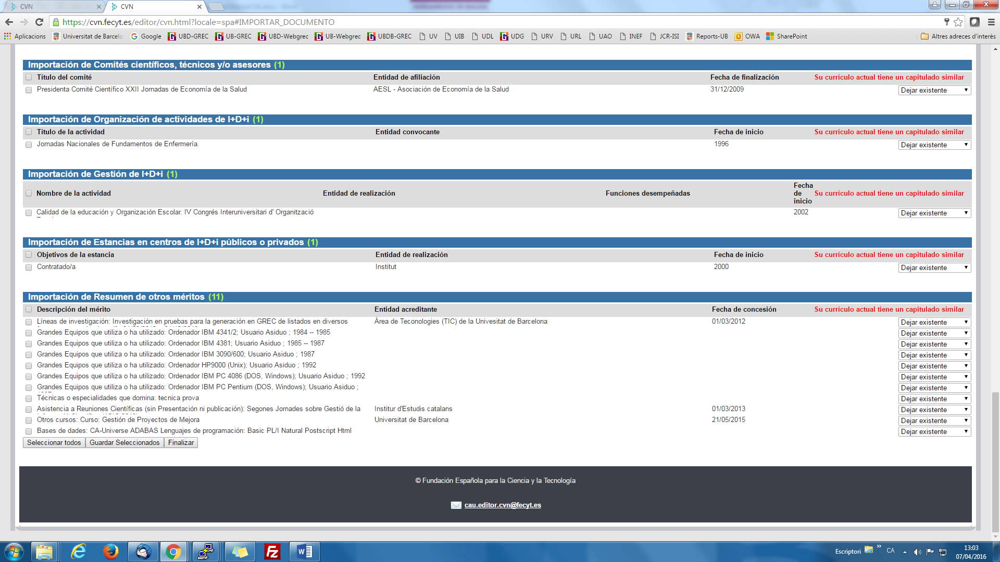 CVN
CVN
https://cvn.fecyt.es/editor/cvn.html?locale=spa#IMPORTAR_DOCUMENTO
Aplicacions Universitat de Barcelo Google UBD-GREC UB-GREC UBD-Webgrec UB-Webgrec UBDB-GREC UV UIB UDL UDG URV URL UAO INEF JCR-ISI Reports-UB OWA SharePoint Altres adreces d'interès
Importación de Comités científicos, técnicos y/o asesores (1)
Título del comité Entidad de afiliación Fecha de finalización Su currículo actual tiene un capitulado similar
Presidenta Comité Científico XXII Jornadas de Economía de la Salud AESL - Asociación de Economía de la Salud 31/12/2009 Dejar existente
Importación de Organización de actividades de I+D+i (1)
Título de la actividad Entidad convocante Fecha de inicio Su currículo actual tiene un capitulado similar
Jornadas Nacionales de Fundamentos de Enfermería. 1996 Dejar existente
Importación de Gestión de I+D+i (1)
Nombre de la actividad Entidad de realización Funciones desempeñadas Fecha de inicio Su currículo actual tiene un capitulado similar
Calidad de la educación y Organización Escolar. IV Congrés Interuniversitari d' Organització 2002 Dejar existente
Importación de Estancias en centros de I+D+i públicos o privados (1)
Objetivos de la estancia Entidad de realización Fecha de inicio Su currículo actual tiene un capitulado similar
Contratado/a Institut 2000 Dejar existente
Importación de Resumen de otros méritos (11)
Descripción del mérito Entidad acreditante Fecha de concesión Su currículo actual tiene un capitulado similar
Líneas de investigación: Investigación en pruebas para la generación en GREC de listados en diversos Àrea de Teconologies (TIC) de la Univesitat de Barcelona 01/03/2012 Dejar existente
Grandes Equipos que utiliza o ha utilizado: Ordenador IBM 4341/2; Usuario Asiduo ; 1984 -- 1985 Dejar existente
Grandes Equipos que utiliza o ha utilizado: Ordenador IBM 4381; Usuario Asiduo ; 1985 -- 1987 Dejar existente
Grandes Equipos que utiliza o ha utilizado: Ordenador IBM 3090/600; Usuario Asiduo ; 1987 Dejar existente
Grandes Equipos que utiliza o ha utilizado: Ordenador HP9000 (Unix); Usuario Asiduo ; 1992 Dejar existente
Grandes Equipos que utiliza o ha utilizado: Ordenador IBM PC 4086 (DOS, Windows); Usuario Asiduo ; 1992 Dejar existente
Grandes Equipos que utiliza o ha utilizado: Ordenador IBM PC Pentium (DOS, Windows); Usuario Asiduo ; Dejar existente
Técnicas o especialidades que domina: tecnica prova Dejar existente
Asistencia a Reuniones Científicas (sin Presentación ni publicación): Segones Jornades sobre Gestió de la Institur d'Estudis catalans 01/03/2013 Dejar existente
Otros cursos: Curso: Gestión de Proyectos de Mejora Universitat de Barcelona 21/05/2015 Dejar existente
Bases de dades: CA-Universe ADABAS Lenguajes de programación: Basic PL/I Natural Postscript Html Dejar existente
Seleccionar todos Guardar Seleccionados Finalizar
© Fundación Española para la Ciencia y la Tecnología
cau.editor.cvn@fecyt.es
Escriptori CA 13:03
07/04/2016